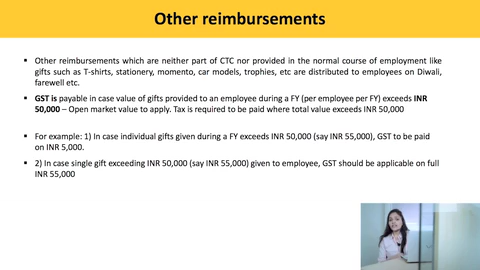 Other reimbursements
▪ Other reimbursements which are neither part of CTC nor provided in the normal course of employment like
gifts such as T-shirts, stationery, momento, car models, trophies, etc are distributed to employees on Diwali,
farewell etc.
▪ GST is payable in case value of gifts provided to an employee during a FY (per employee per FY) exceeds INR
50,000 – Open market value to apply. Tax is required to be paid where total value exceeds INR 50,000
▪ For example: 1) In case individual gifts given during a FY exceeds INR 50,000 (say INR 55,000), GST to be paid
on INR 5,000.
▪ 2) In case single gift exceeding INR 50,000 (say INR 55,000) given to employee, GST should be applicable on full
INR 55,000